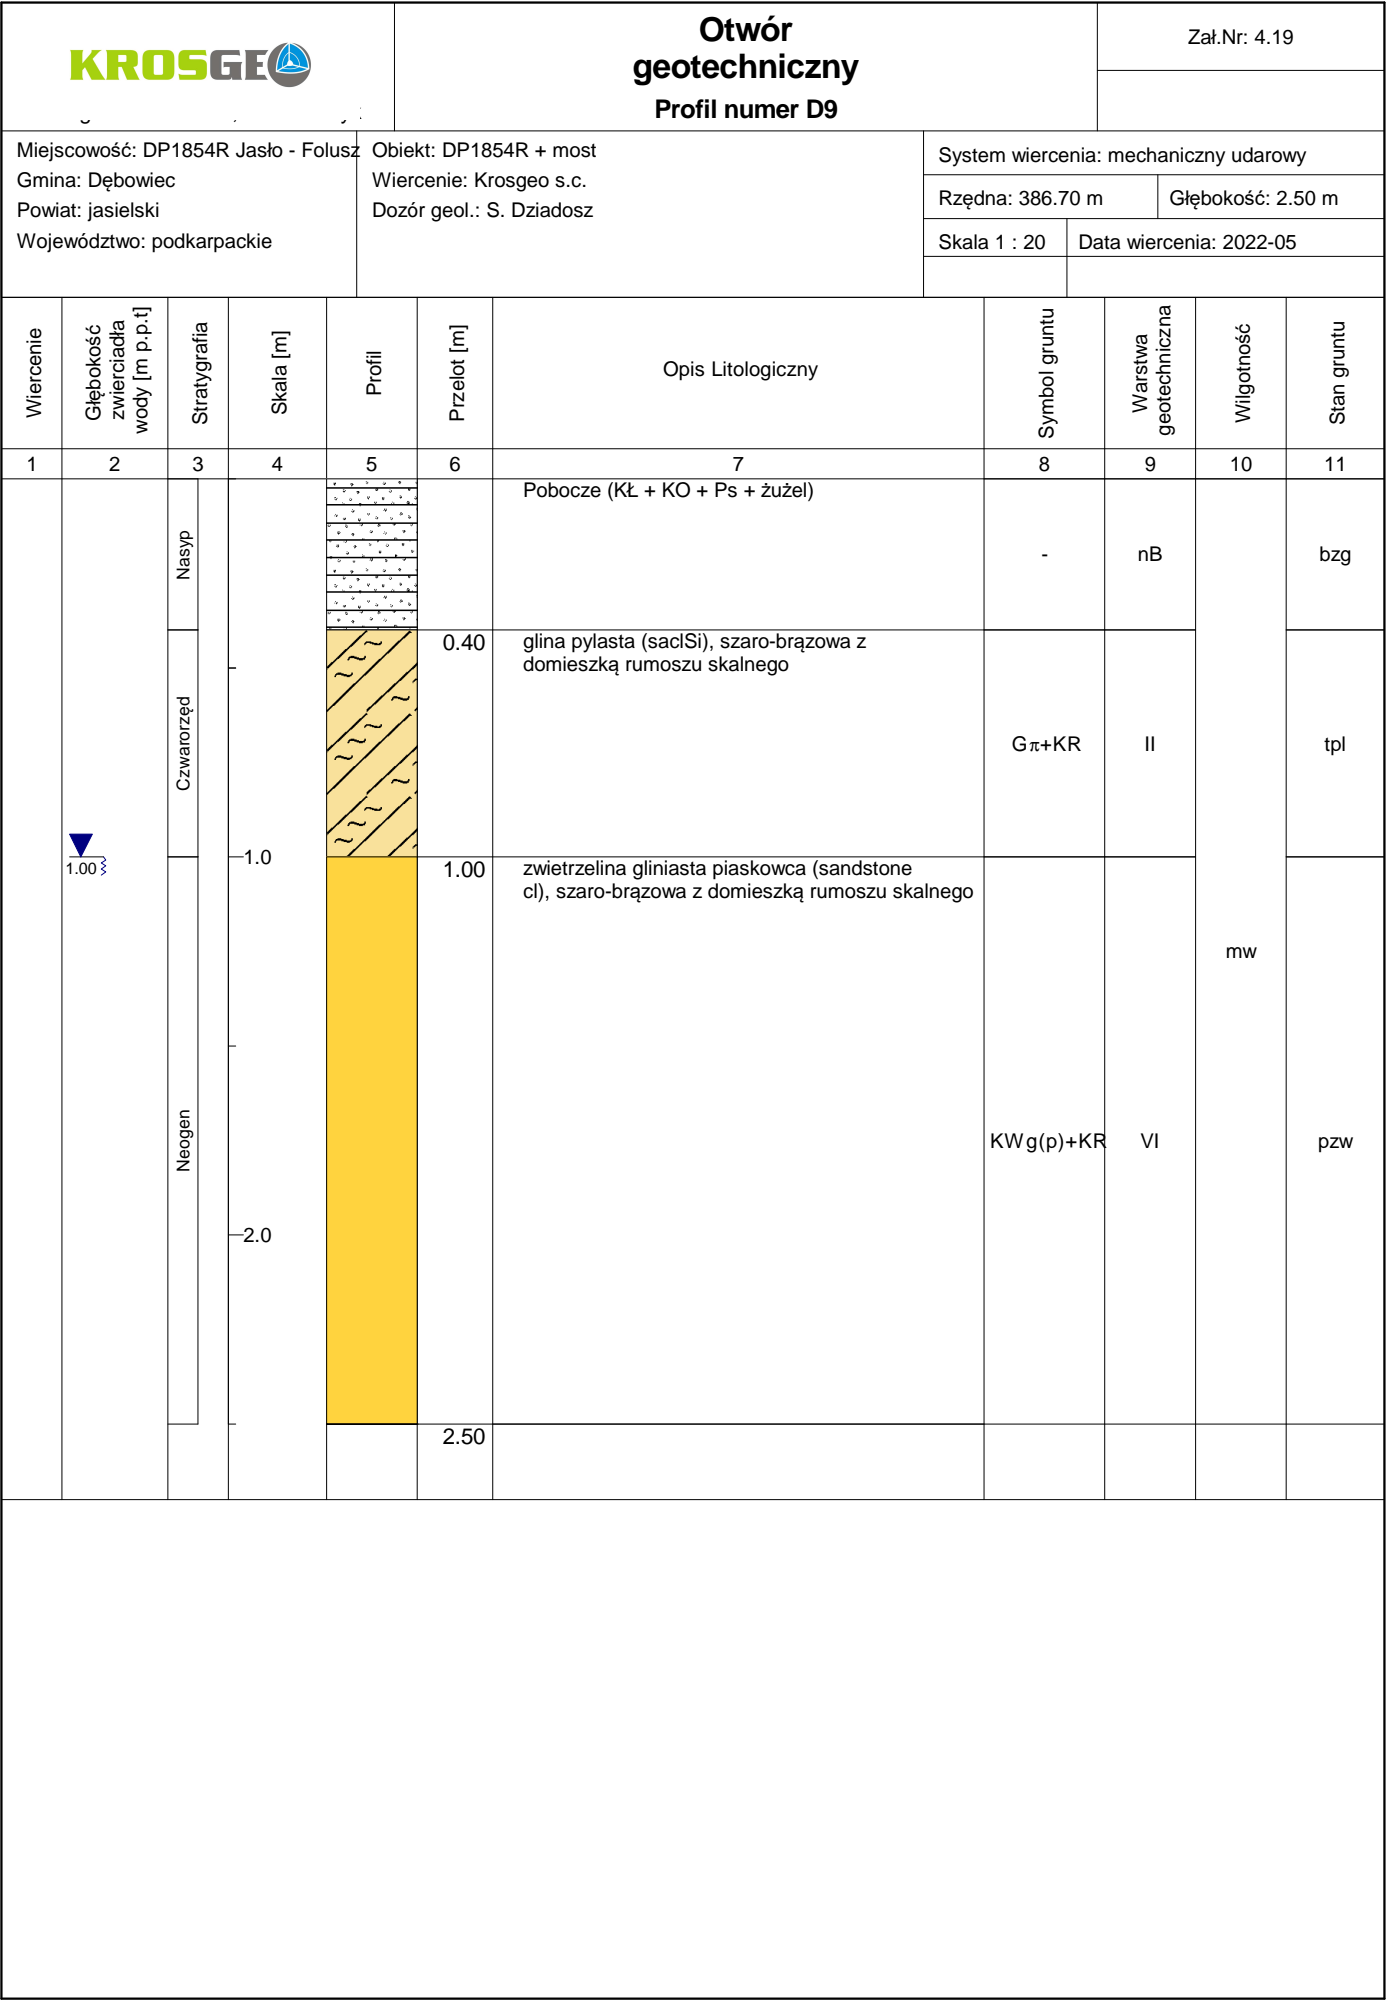 KROSGEO
Otwór
geotechniczny
Profil numer D9
Zał.Nr: 4.19
Miejscowość: DP1854R Jasło - Folusz
Gmina: Dębowiec
Powiat: jasielski
Województwo: podkarpackie
Obiekt: DP1854R + most
Wiercenie: Krosgeo s.c.
Dozór geol.: S. Dziadosz
System wiercenia: mechaniczny udarowy
Rzędna: 386.70 m
Głębokość: 2.50 m
Skala 1 : 20
Data wiercenia: 2022-05
Wiercenie
Głębokość
zwierciadła
wody [m p.p.t]
Stratygrafia
Skala [m]
Profil
Przelot [m]
Opis Litologiczny
Symbol gruntu
Warstwa
geotechniczna
Wilgotność
Stan gruntu
1 2 3 4 5 6 7 8 9 10 11
Pobocze (KŁ + KO + Ps + żużel)
Nasyp
- nB bzg
0.40
glina pylasta (saclSi), szaro-brązowa z
domieszką rumoszu skalnego
Czwarorzęd
Gπ+KR II tpl
1.00
1.0
1.00
zwietrzelina gliniasta piaskowca (sandstone
cl), szaro-brązowa z domieszką rumoszu skalnego
mw
Neogen
KWg(p)+KR VI pzw
2.0
2.50